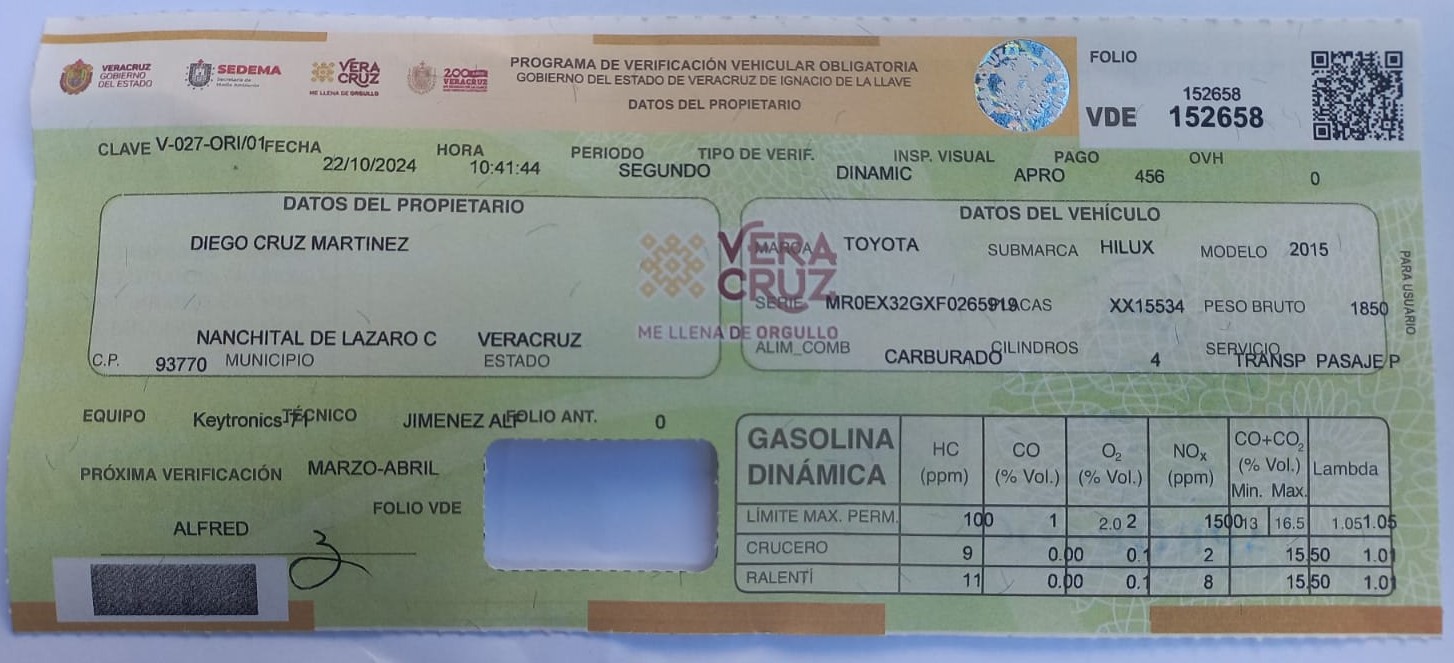 VERACRUZ
GOBIERNO
DEL ESTADO
SEDEMA
Secretaría de
Medio Ambiente
VERA
CRUZ
ME LLENA DE ORGULLO
200
VERACRUZ
PROGRAMA DE VERIFICACIÓN VEHICULAR OBLIGATORIA
GOBIERNO DEL ESTADO DE VERACRUZ DE IGNACIO DE LA LLAVE
DATOS DEL PROPIETARIO
FOLIO
152658
VDE 152658
CLAVE V-027-ORI/01 FECHA 22/10/2024 HORA 10:41:44 PERIODO SEGUNDO TIPO DE VERIF. DINAMIC INSP. VISUAL APRO PAGO 456 OVH 0
DATOS DEL PROPIETARIO
DIEGO CRUZ MARTINEZ
NANCHITAL DE LAZARO C VERACRUZ
C.P. 93770 MUNICIPIO ESTADO
VERA
CRUZ
ME LLENA DE ORGULLO
DATOS DEL VEHÍCULO
MARCA TOYOTA SUBMARCA HILUX MODELO 2015
SERIE MR0EX32GXF0265919 PLACAS XX15534 PESO BRUTO 1850
ALIM_COMB CARBURADO CILINDROS 4 SERVICIO TRANSP PASAJE P
PARA USUARIO
EQUIPO Keytronics-71 TÉCNICO JIMENEZ ALF FOLIO ANT. 0
PRÓXIMA VERIFICACIÓN MARZO-ABRIL
FOLIO VDE
ALFRED
GASOLINA DINÁMICA HC (ppm) CO (% Vol.) O₂ (% Vol.) NOx (ppm) CO+CO₂ (% Vol.) Min. Max. Lambda
LÍMITE MAX. PERM. 100 1 2.0 2 1500 13 16.5 1.05 1.05
CRUCERO 9 0.00 0.1 2 15.50 1.01
RALENTÍ 11 0.00 0.1 8 15.50 1.01